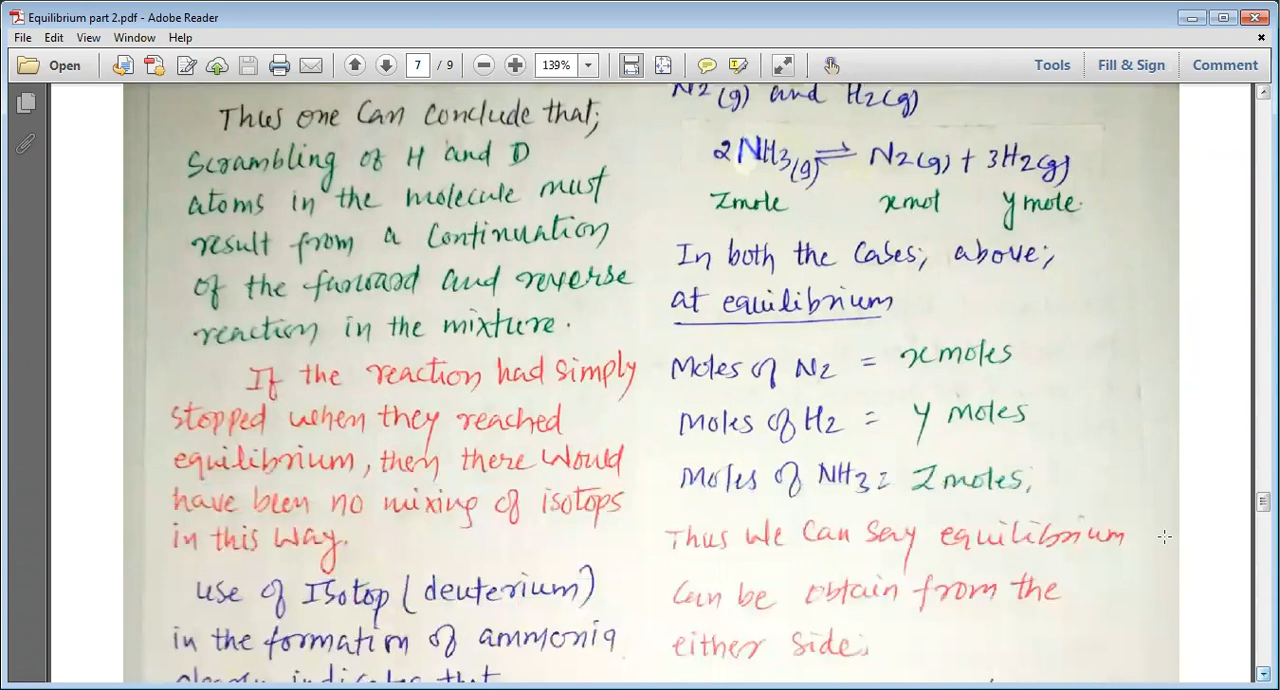 Equilibrium part 2.pdf - Adobe Reader
File Edit View Window Help
Open 7 / 9 139% Tools Fill & Sign Comment
Thus one can conclude that;
Scrambling of H and D
atoms in the molecule must
result from a continuation
of the farward and reverse
reaction in the mixture.
If the reaction had simply
stopped when they reached
equilibrium, then there would
have been no mixing of isotops
in this way.
use of Isotop (deuterium)
in the formation of ammonia
indicates that
N2(g) and H2(g)
2NH3(g) ⇌ N2(g) + 3H2(g)
Zmole xmol ymole
In both the cases; above;
at equilibrium
Moles of N2 = x moles
Moles of H2 = y moles
Moles of NH3 = Z moles;
Thus we can say equilibrium
can be obtain from the
either side.